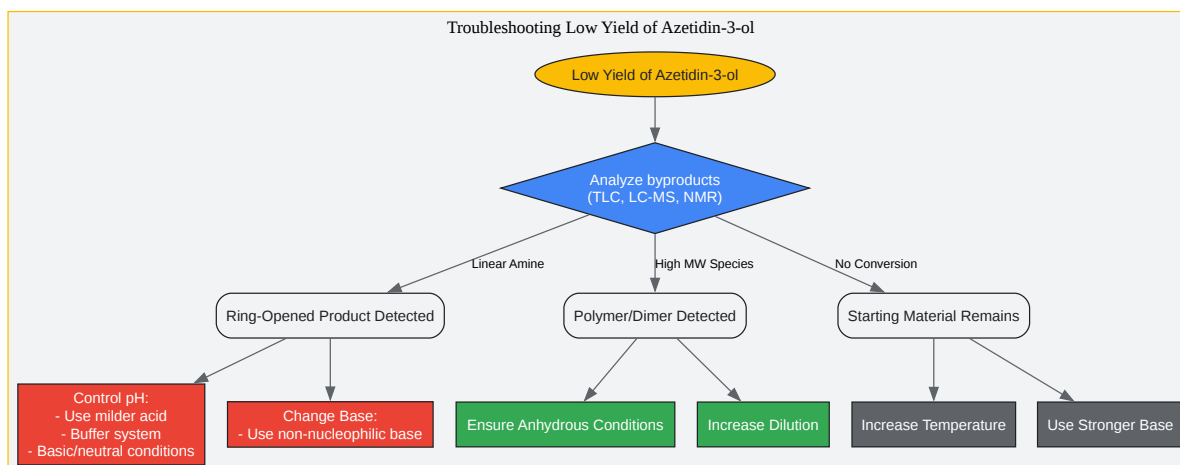 Troubleshooting Low Yield of Azetidin-3-ol
Low Yield of Azetidin-3-ol
Analyze byproducts
(TLC, LC-MS, NMR)
Linear Amine
High MW Species
No Conversion
Ring-Opened Product Detected
Polymer/Dimer Detected
Starting Material Remains
Control pH:
- Use milder acid
- Buffer system
- Basic/neutral conditions
Change Base:
- Use non-nucleophilic base
Ensure Anhydrous Conditions
Increase Dilution
Increase Temperature
Use Stronger Base